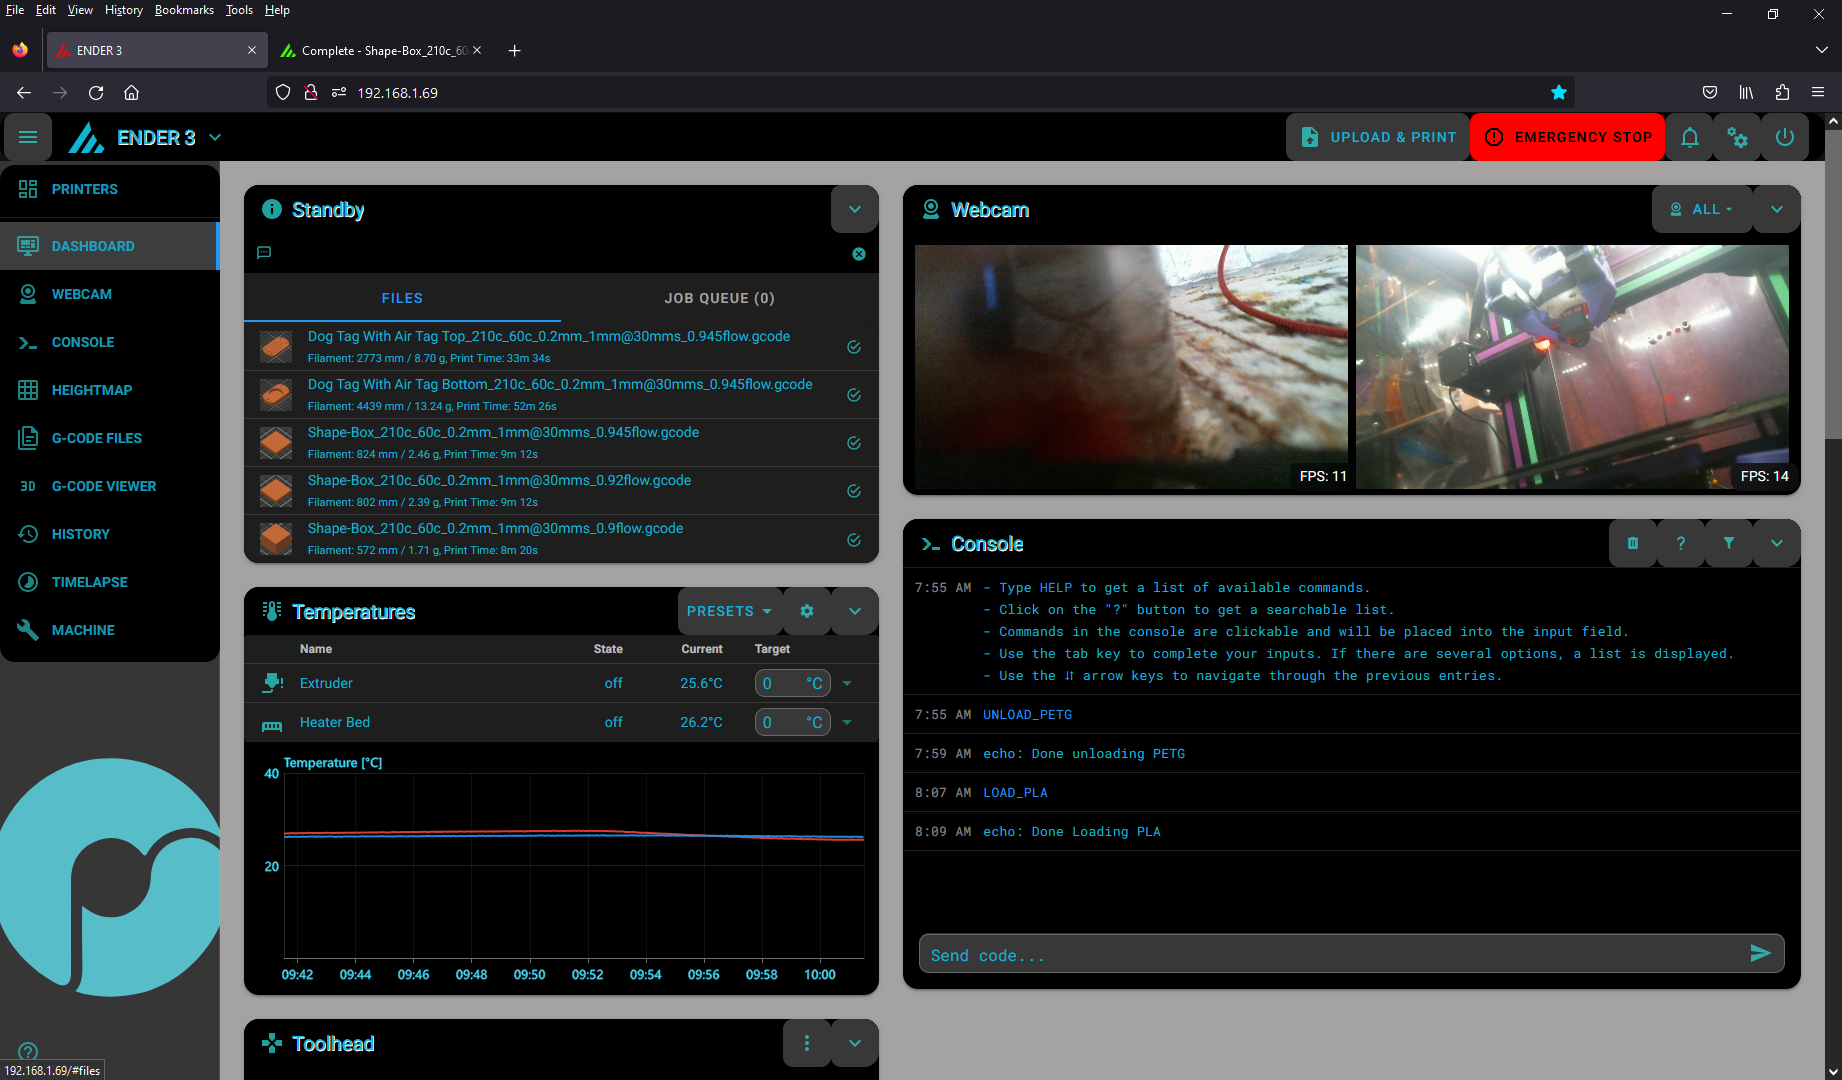 File Edit View History Bookmarks Tools Help
ENDER 3
Complete - Shape-Box_210c_60
192.168.1.69
ENDER 3
UPLOAD & PRINT
EMERGENCY STOP
PRINTERS
DASHBOARD
WEBCAM
CONSOLE
HEIGHTMAP
G-CODE FILES
3D G-CODE VIEWER
HISTORY
TIMELAPSE
MACHINE
192.168.1.69/#files
Standby
FILES JOB QUEUE (0)
Dog Tag With Air Tag Top_210c_60c_0.2mm_1mm@30mms_0.945flow.gcode
Filament: 2773 mm / 8.70 g, Print Time: 33m 34s
Dog Tag With Air Tag Bottom_210c_60c_0.2mm_1mm@30mms_0.945flow.gcode
Filament: 4439 mm / 13.24 g, Print Time: 52m 26s
Shape-Box_210c_60c_0.2mm_1mm@30mms_0.945flow.gcode
Filament: 824 mm / 2.46 g, Print Time: 9m 12s
Shape-Box_210c_60c_0.2mm_1mm@30mms_0.92flow.gcode
Filament: 802 mm / 2.39 g, Print Time: 9m 12s
Shape-Box_210c_60c_0.2mm_1mm@30mms_0.9flow.gcode
Filament: 572 mm / 1.71 g, Print Time: 8m 20s
Temperatures
PRESETS
Name State Current Target
Extruder off 25.6°C 0 °C
Heater Bed off 26.2°C 0 °C
Temperature [°C]
40
20
09:42 09:44 09:46 09:48 09:50 09:52 09:54 09:56 09:58 10:00
Toolhead
Webcam
ALL
FPS: 11
FPS: 14
Console
?
7:55 AM - Type HELP to get a list of available commands.
- Click on the "?" button to get a searchable list.
- Commands in the console are clickable and will be placed into the input field.
- Use the tab key to complete your inputs. If there are several options, a list is displayed.
- Use the ⇵ arrow keys to navigate through the previous entries.
7:55 AM UNLOAD_PETG
7:59 AM echo: Done unloading PETG
8:07 AM LOAD_PLA
8:09 AM echo: Done Loading PLA
Send code...